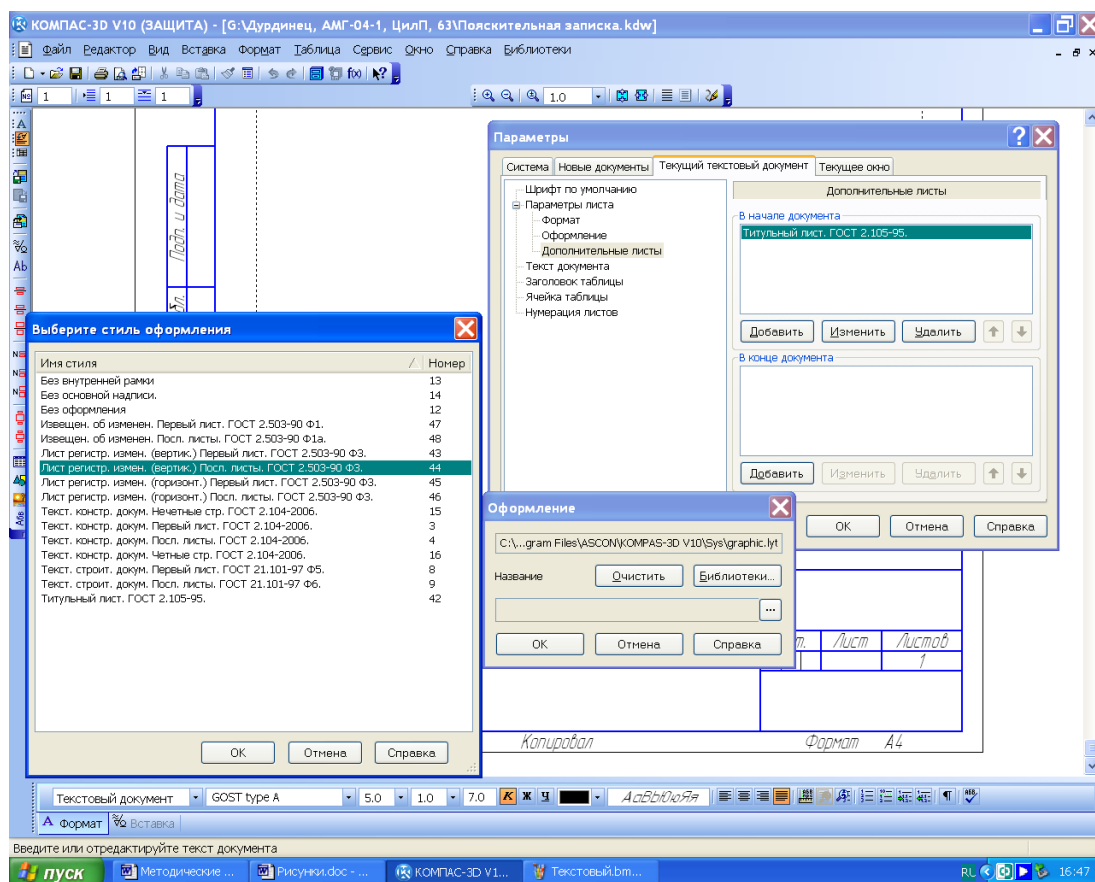 КОМПАС-3D V10 (ЗАЩИТА) - [G:\Дурдинец, АМГ-04-1, ЦилП, 63\Пояскительная записка.kdw]
Файл Редактор Вид Вставка Формат Таблица Сервис Окно Справка Библиотеки
1 1 1 1.0
Подп. и дата
Параметры
Система Новые документы Текущий текстовый документ Текущее окно
Шрифт по умолчанию
Параметры листа
Формат
Оформление
Дополнительные листы
Текст документа
Заголовок таблицы
Ячейка таблицы
Нумерация листов
Дополнительные листы
В начале документа
Титульный лист. ГОСТ 2.105-95.
Добавить Изменить Удалить
В конце документа
Добавить Изменить Удалить
OK Отмена Справка
Выберите стиль оформления
Имя стиля Номер
Без внутренней рамки 13
Без основной надписи. 14
Без оформления 12
Извещен. об изменен. Первый лист. ГОСТ 2.503-90 Ф1. 47
Извещен. об изменен. Посл. листы. ГОСТ 2.503-90 Ф1а. 48
Лист регистр. измен. (вертик.) Первый лист. ГОСТ 2.503-90 Ф3. 43
Лист регистр. измен. (вертик.) Посл. листы. ГОСТ 2.503-90 Ф3. 44
Лист регистр. измен. (горизонт.) Первый лист. ГОСТ 2.503-90 Ф3. 45
Лист регистр. измен. (горизонт.) Посл. листы. ГОСТ 2.503-90 Ф3. 46
Текст. констр. докум. Нечетные стр. ГОСТ 2.104-2006. 15
Текст. констр. докум. Первый лист. ГОСТ 2.104-2006. 3
Текст. констр. докум. Посл. листы. ГОСТ 2.104-2006. 4
Текст. констр. докум. Четные стр. ГОСТ 2.104-2006. 16
Текст. строит. докум. Первый лист. ГОСТ 21.101-97 Ф5. 8
Текст. строит. докум. Посл. листы. ГОСТ 21.101-97 Ф6. 9
Титульный лист. ГОСТ 2.105-95. 42
OK Отмена Справка
Оформление
C:\...gram Files\ASCON\KOMPAS-3D V10\Sys\graphic.lyt
Название Очистить Библиотеки...
...
OK Отмена Справка
т. Лист Листов
1
Копировал Формат А4
Текстовый документ GOST type A 5.0 1.0 7.0 К Ж Ч АаВbЮюЯя
Формат Вставка
Введите или отредактируйте текст документа
пуск Методические ... Рисунки.doc - ... КОМПАС-3D V1... Текстовый.bm... RU 16:47